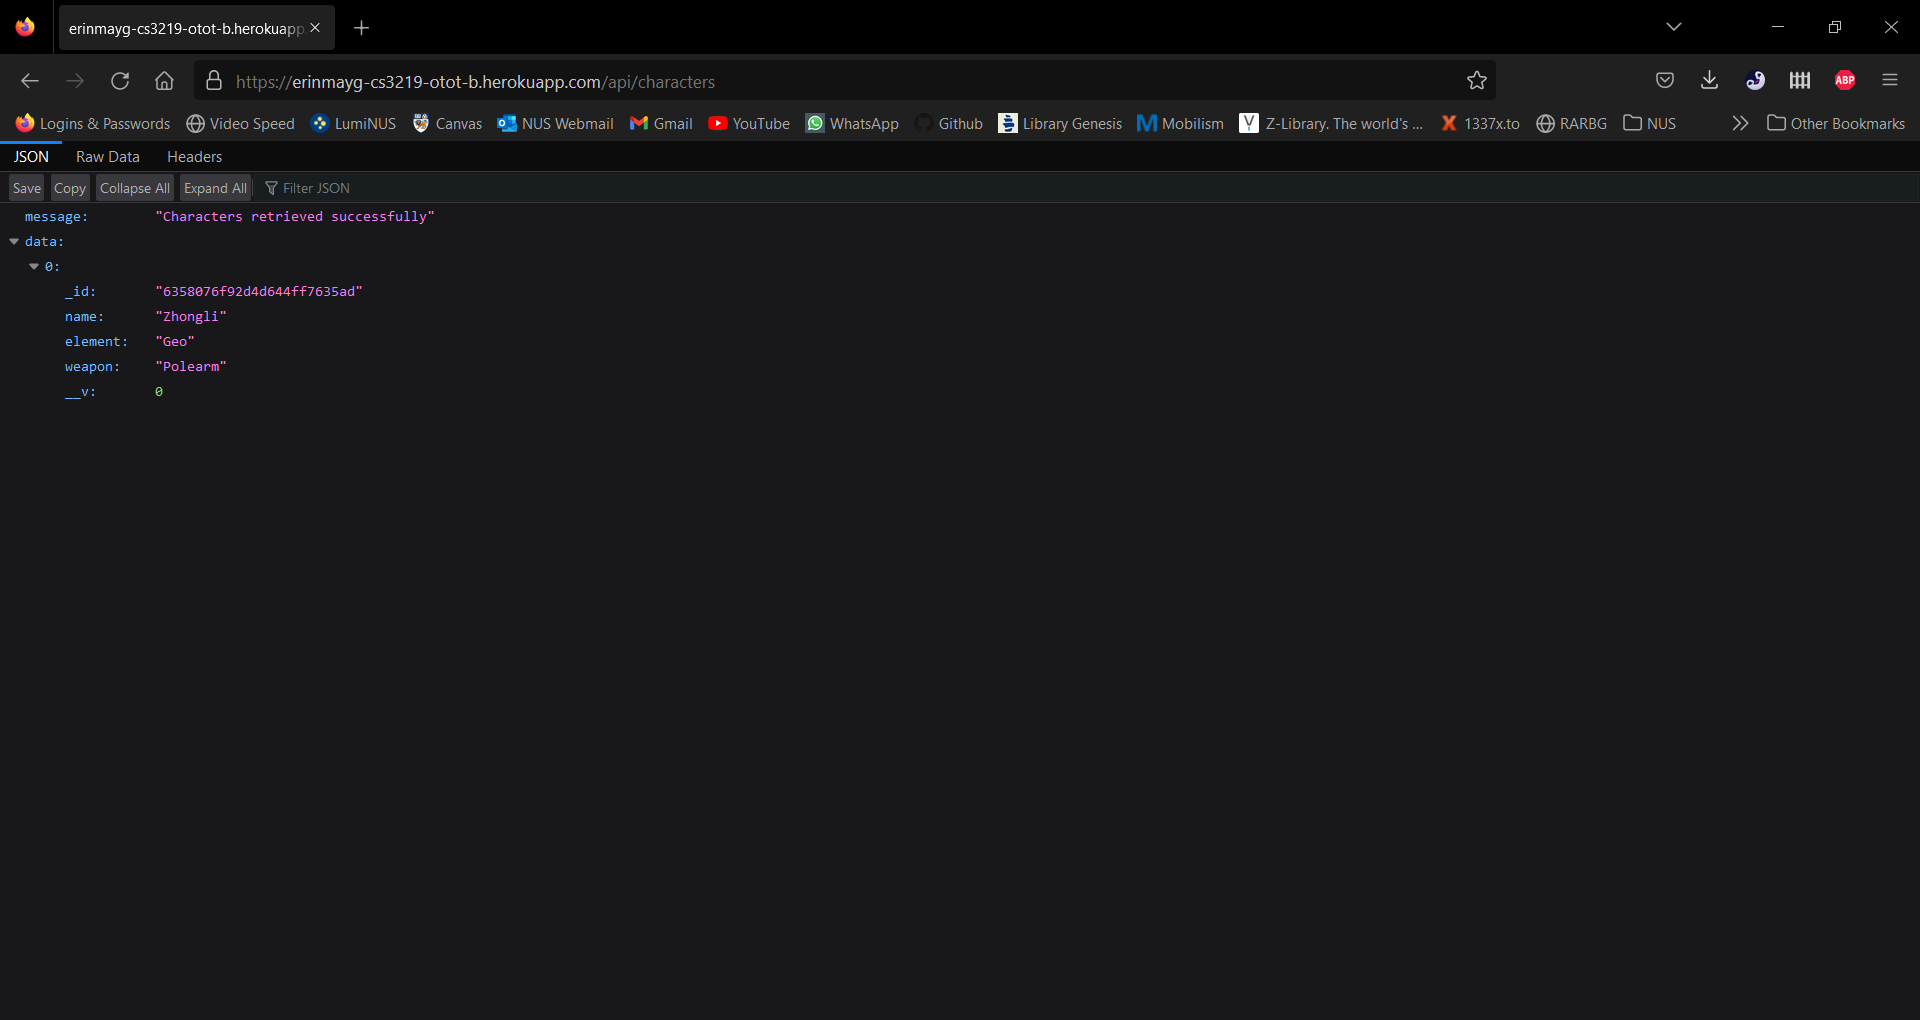 erinmayg-cs3219-otot-b.herokuapp
https://erinmayg-cs3219-otot-b.herokuapp.com/api/characters
ABP
Logins & Passwords Video Speed LumiNUS Canvas NUS Webmail Gmail YouTube WhatsApp Github Library Genesis Mobilism Z-Library. The world's ... 1337x.to RARBG NUS Other Bookmarks
JSON Raw Data Headers
Save Copy Collapse All Expand All Filter JSON
message: "Characters retrieved successfully"
data:
0:
_id: "6358076f92d4d644ff7635ad"
name: "Zhongli"
element: "Geo"
weapon: "Polearm"
__v: 0